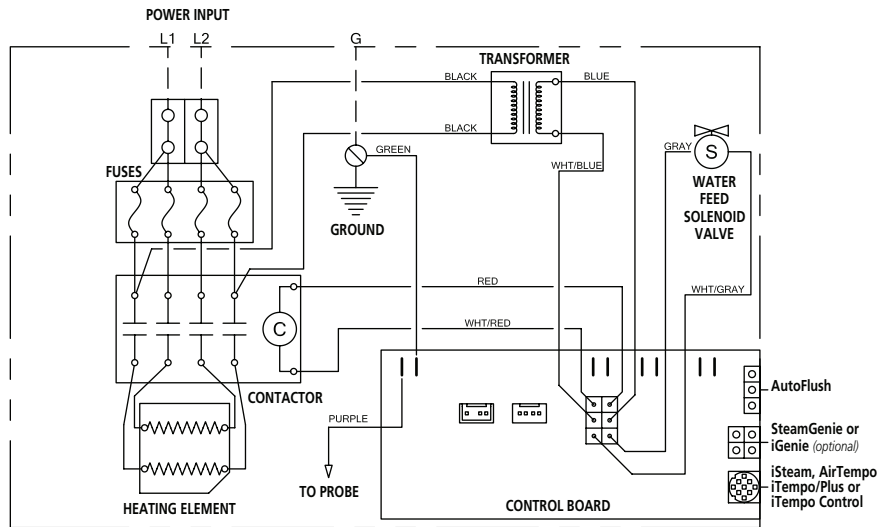 POWER INPUT
L1 L2 G
TRANSFORMER
BLACK
BLUE
BLACK
GRAY
S
GREEN
WHT/BLUE
FUSES
WATER
FEED
SOLENOID
VALVE
GROUND
RED
WHT/GRAY
C
WHT/RED
CONTACTOR
AutoFlush
PURPLE
SteamGenie or
iGenie (optional)
iSteam, AirTempo
iTempo/Plus or
iTempo Control
TO PROBE
CONTROL BOARD
HEATING ELEMENT